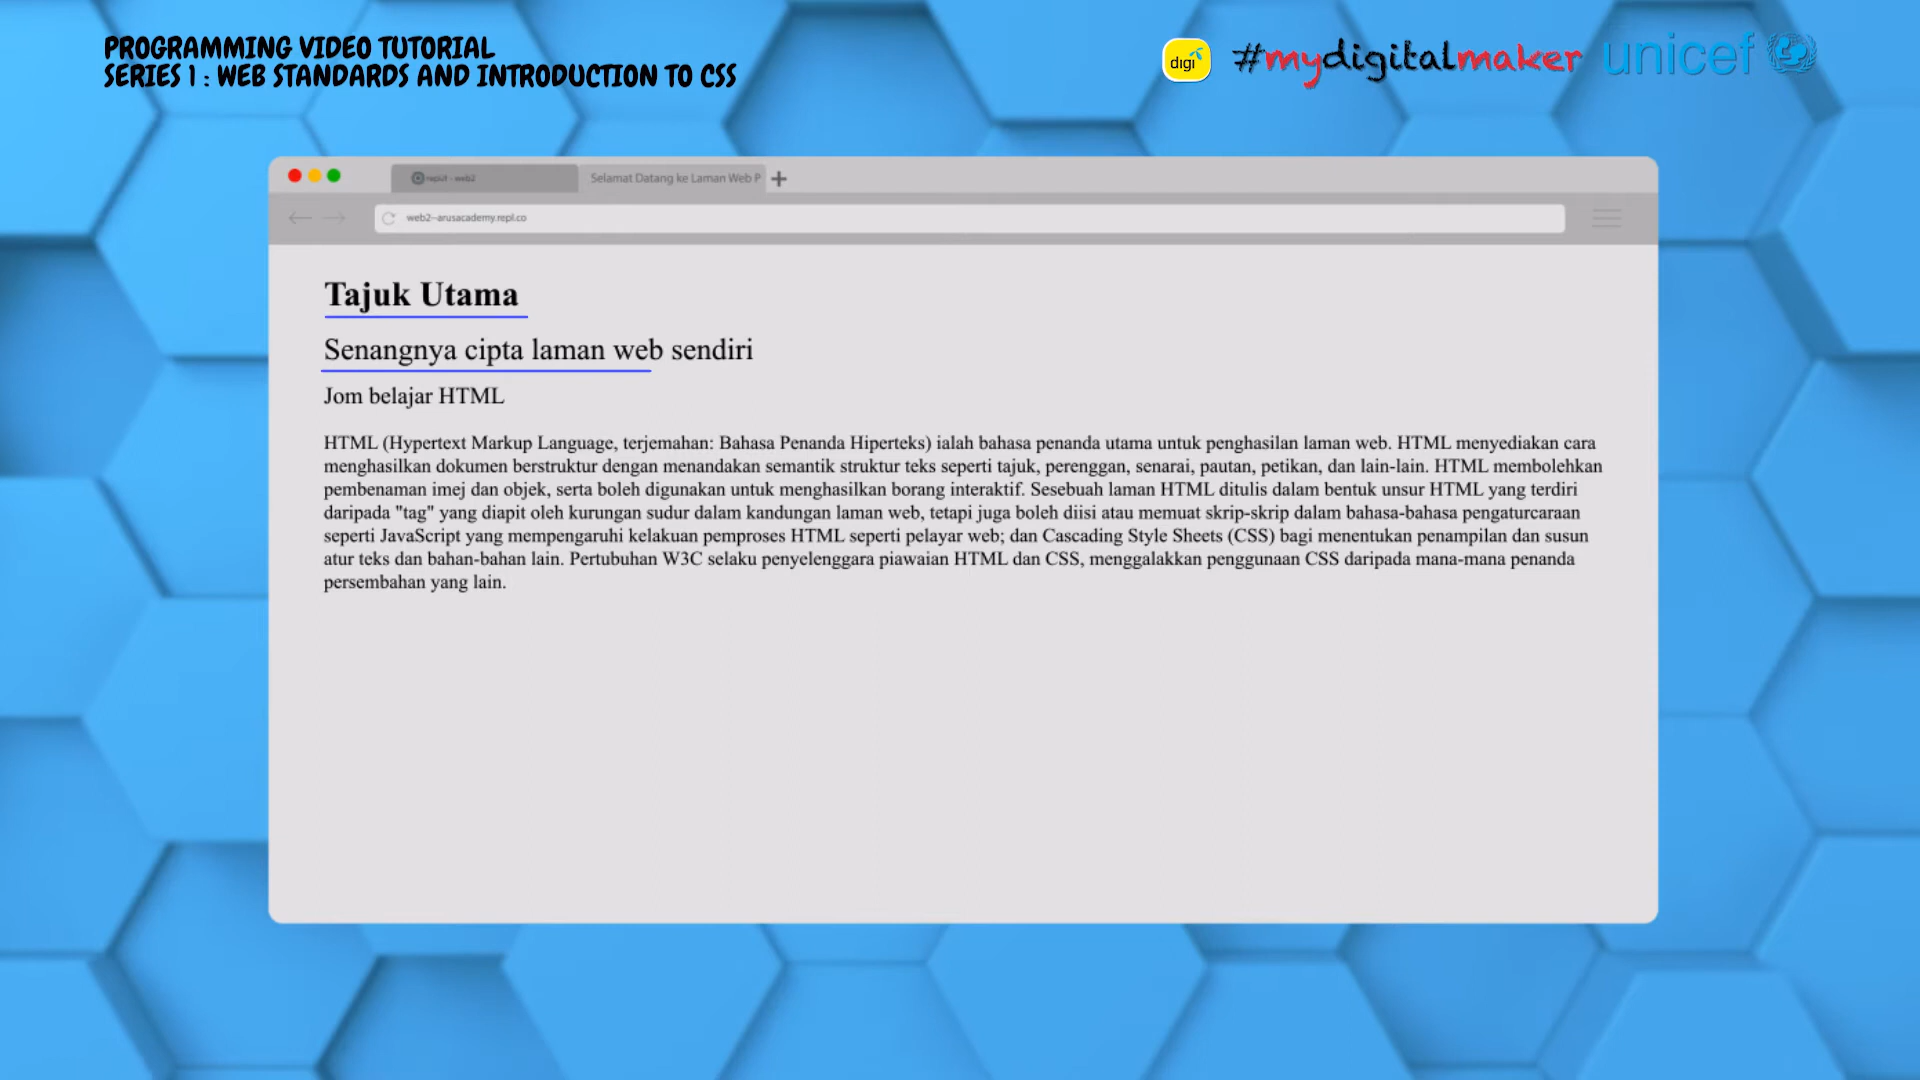 PROGRAMMING VIDEO TUTORIAL
SERIES 1 : WEB STANDARDS AND INTRODUCTION TO CSS
digi
#mydigitalmaker
unicef
repl.it - web2
Selamat Datang ke Laman Web P
web2--arusacademy.repl.co
Tajuk Utama
Senangnya cipta laman web sendiri
Jom belajar HTML
HTML (Hypertext Markup Language, terjemahan: Bahasa Penanda Hiperteks) ialah bahasa penanda utama untuk penghasilan laman web. HTML menyediakan cara
menghasilkan dokumen berstruktur dengan menandakan semantik struktur teks seperti tajuk, perenggan, senarai, pautan, petikan, dan lain-lain. HTML membolehkan
pembenaman imej dan objek, serta boleh digunakan untuk menghasilkan borang interaktif. Sesebuah laman HTML ditulis dalam bentuk unsur HTML yang terdiri
daripada "tag" yang diapit oleh kurungan sudur dalam kandungan laman web, tetapi juga boleh diisi atau memuat skrip-skrip dalam bahasa-bahasa pengaturcaraan
seperti JavaScript yang mempengaruhi kelakuan pemproses HTML seperti pelayar web; dan Cascading Style Sheets (CSS) bagi menentukan penampilan dan susun
atur teks dan bahan-bahan lain. Pertubuhan W3C selaku penyelenggara piawaian HTML dan CSS, menggalakkan penggunaan CSS daripada mana-mana penanda
persembahan yang lain.